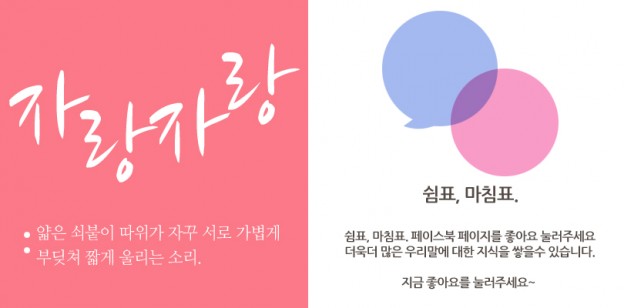 자랑자랑
얇은 쇠붙이 따위가 자꾸 서로 가볍게
부딪쳐 짧게 울리는 소리.
쉼표, 마침표.
쉼표, 마침표. 페이스북 페이지를 좋아요 눌러주세요
더욱더 많은 우리말에 대한 지식을 쌓을수 있습니다.
지금 좋아요를 눌러주세요~